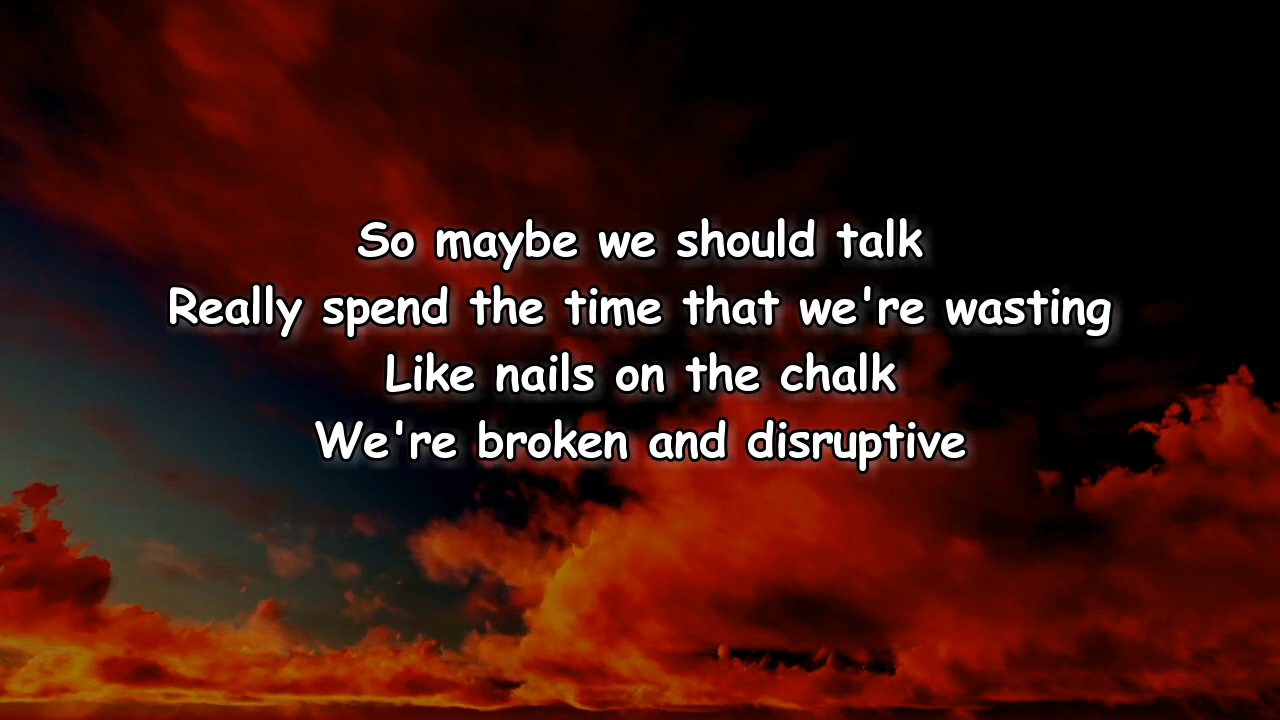 So maybe we should talk
Really spend the time that we're wasting
Like nails on the chalk
We're broken and disruptive